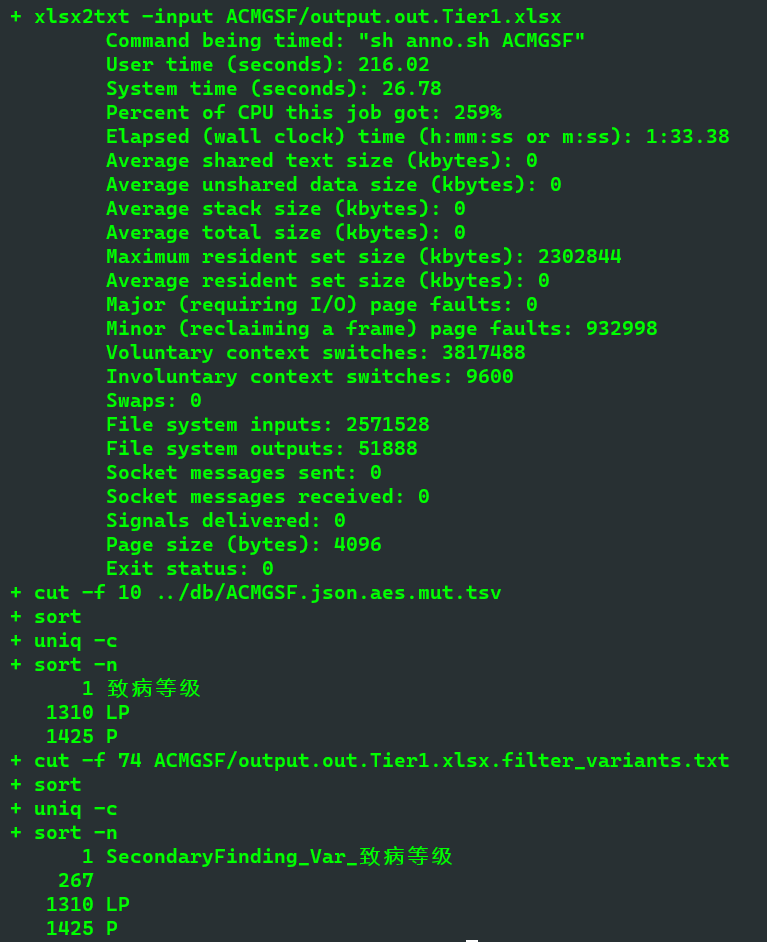 + xlsx2txt -input ACMGSF/output.out.Tier1.xlsx
Command being timed: "sh anno.sh ACMGSF"
User time (seconds): 216.02
System time (seconds): 26.78
Percent of CPU this job got: 259%
Elapsed (wall clock) time (h:mm:ss or m:ss): 1:33.38
Average shared text size (kbytes): 0
Average unshared data size (kbytes): 0
Average stack size (kbytes): 0
Average total size (kbytes): 0
Maximum resident set size (kbytes): 2302844
Average resident set size (kbytes): 0
Major (requiring I/O) page faults: 0
Minor (reclaiming a frame) page faults: 932998
Voluntary context switches: 3817488
Involuntary context switches: 9600
Swaps: 0
File system inputs: 2571528
File system outputs: 51888
Socket messages sent: 0
Socket messages received: 0
Signals delivered: 0
Page size (bytes): 4096
Exit status: 0
+ cut -f 10 ../db/ACMGSF.json.aes.mut.tsv
+ sort
+ uniq -c
+ sort -n
1 致病等级
1310 LP
1425 P
+ cut -f 74 ACMGSF/output.out.Tier1.xlsx.filter_variants.txt
+ sort
+ uniq -c
+ sort -n
1 SecondaryFinding_Var_致病等级
267
1310 LP
1425 P